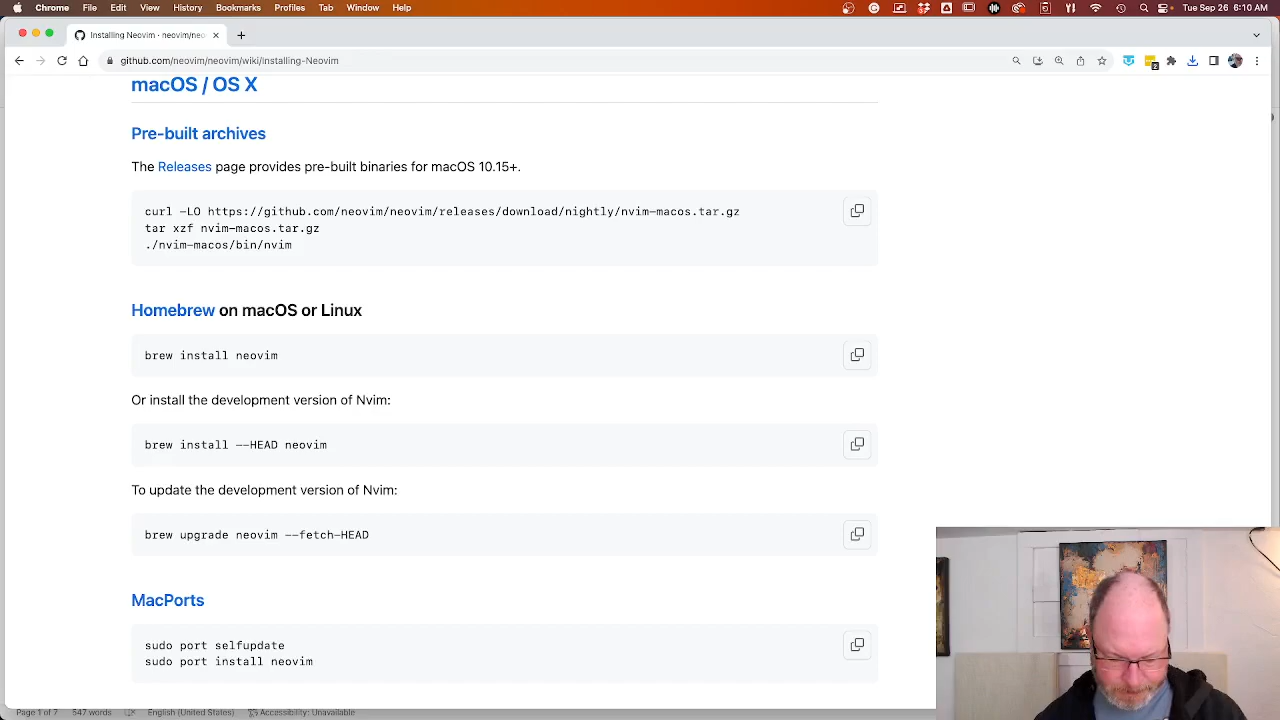 Chrome File Edit View History Bookmarks Profiles Tab Window Help
Tue Sep 26 6:10 AM
Installing Neovim · neovim/neo
github.com/neovim/neovim/wiki/Installing-Neovim
macOS / OS X
Pre-built archives
The Releases page provides pre-built binaries for macOS 10.15+.
curl -LO https://github.com/neovim/neovim/releases/download/nightly/nvim-macos.tar.gz
tar xzf nvim-macos.tar.gz
./nvim-macos/bin/nvim
Homebrew on macOS or Linux
brew install neovim
Or install the development version of Nvim:
brew install --HEAD neovim
To update the development version of Nvim:
brew upgrade neovim --fetch-HEAD
MacPorts
sudo port selfupdate
sudo port install neovim
Page 1 of 7 547 words English (United States) Accessibility: Unavailable